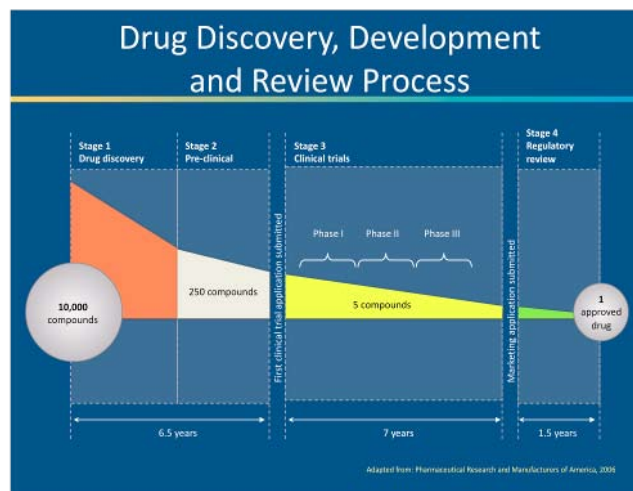 Drug Discovery, Development
and Review Process
Stage 1
Drug discovery
Stage 2
Pre-clinical
Stage 3
Clinical trials
Stage 4
Regulatory
review
First clinical trial application submitted
Marketing application submitted
Phase I
Phase II
Phase III
10,000
compounds
250 compounds
5 compounds
1
approved
drug
6.5 years
7 years
1.5 years
Adapted from: Pharmaceutical Research and Manufacturers of America, 2006